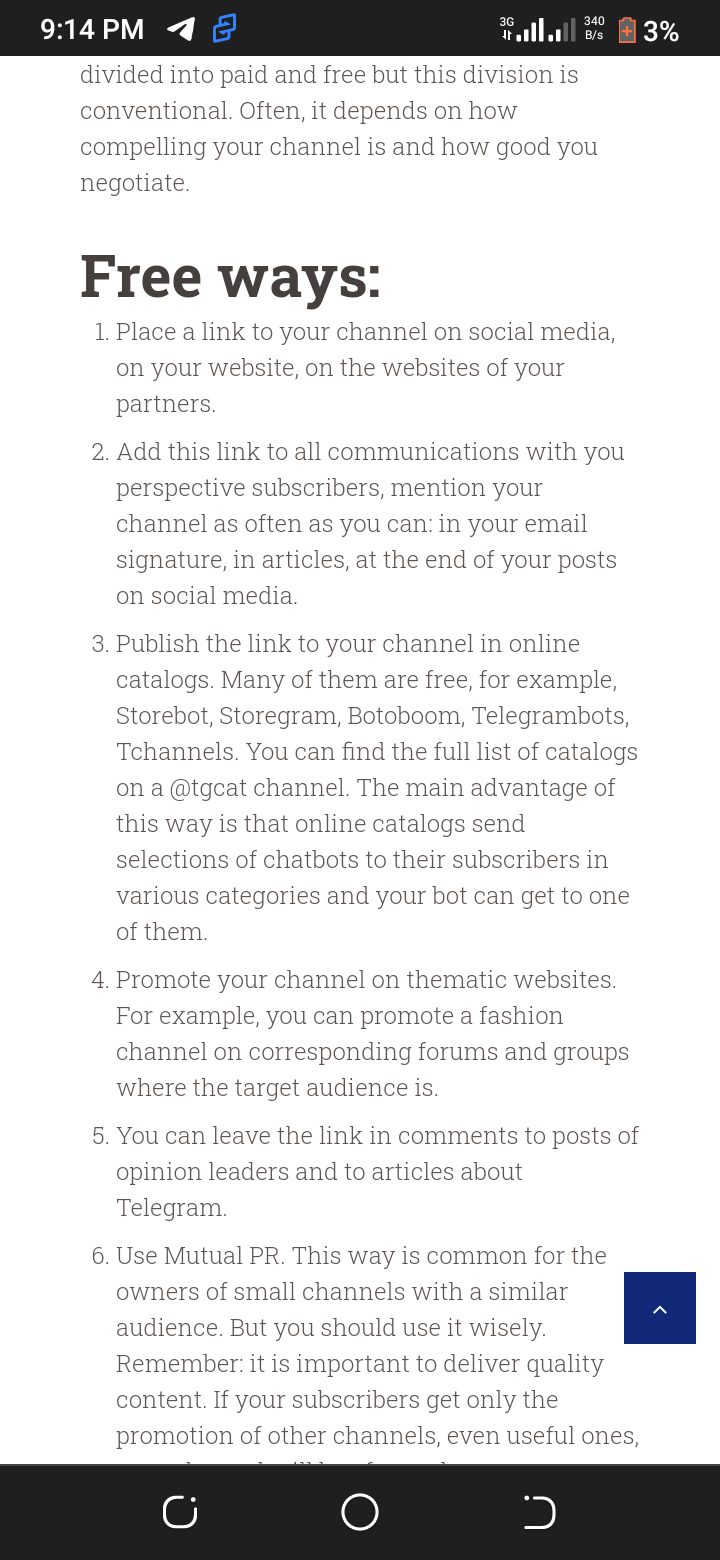 9:14 PM 3G 340 B/s 3%
divided into paid and free but this division is
conventional. Often, it depends on how
compelling your channel is and how good you
negotiate.
Free ways:
1. Place a link to your channel on social media,
on your website, on the websites of your
partners.
2. Add this link to all communications with you
perspective subscribers, mention your
channel as often as you can: in your email
signature, in articles, at the end of your posts
on social media.
3. Publish the link to your channel in online
catalogs. Many of them are free, for example,
Storebot, Storegram, Botoboom, Telegrambots,
Tchannels. You can find the full list of catalogs
on a @tgcat channel. The main advantage of
this way is that online catalogs send
selections of chatbots to their subscribers in
various categories and your bot can get to one
of them.
4. Promote your channel on thematic websites.
For example, you can promote a fashion
channel on corresponding forums and groups
where the target audience is.
5. You can leave the link in comments to posts of
opinion leaders and to articles about
Telegram.
6. Use Mutual PR. This way is common for the
owners of small channels with a similar
audience. But you should use it wisely.
Remember: it is important to deliver quality
content. If your subscribers get only the
promotion of other channels, even useful ones,